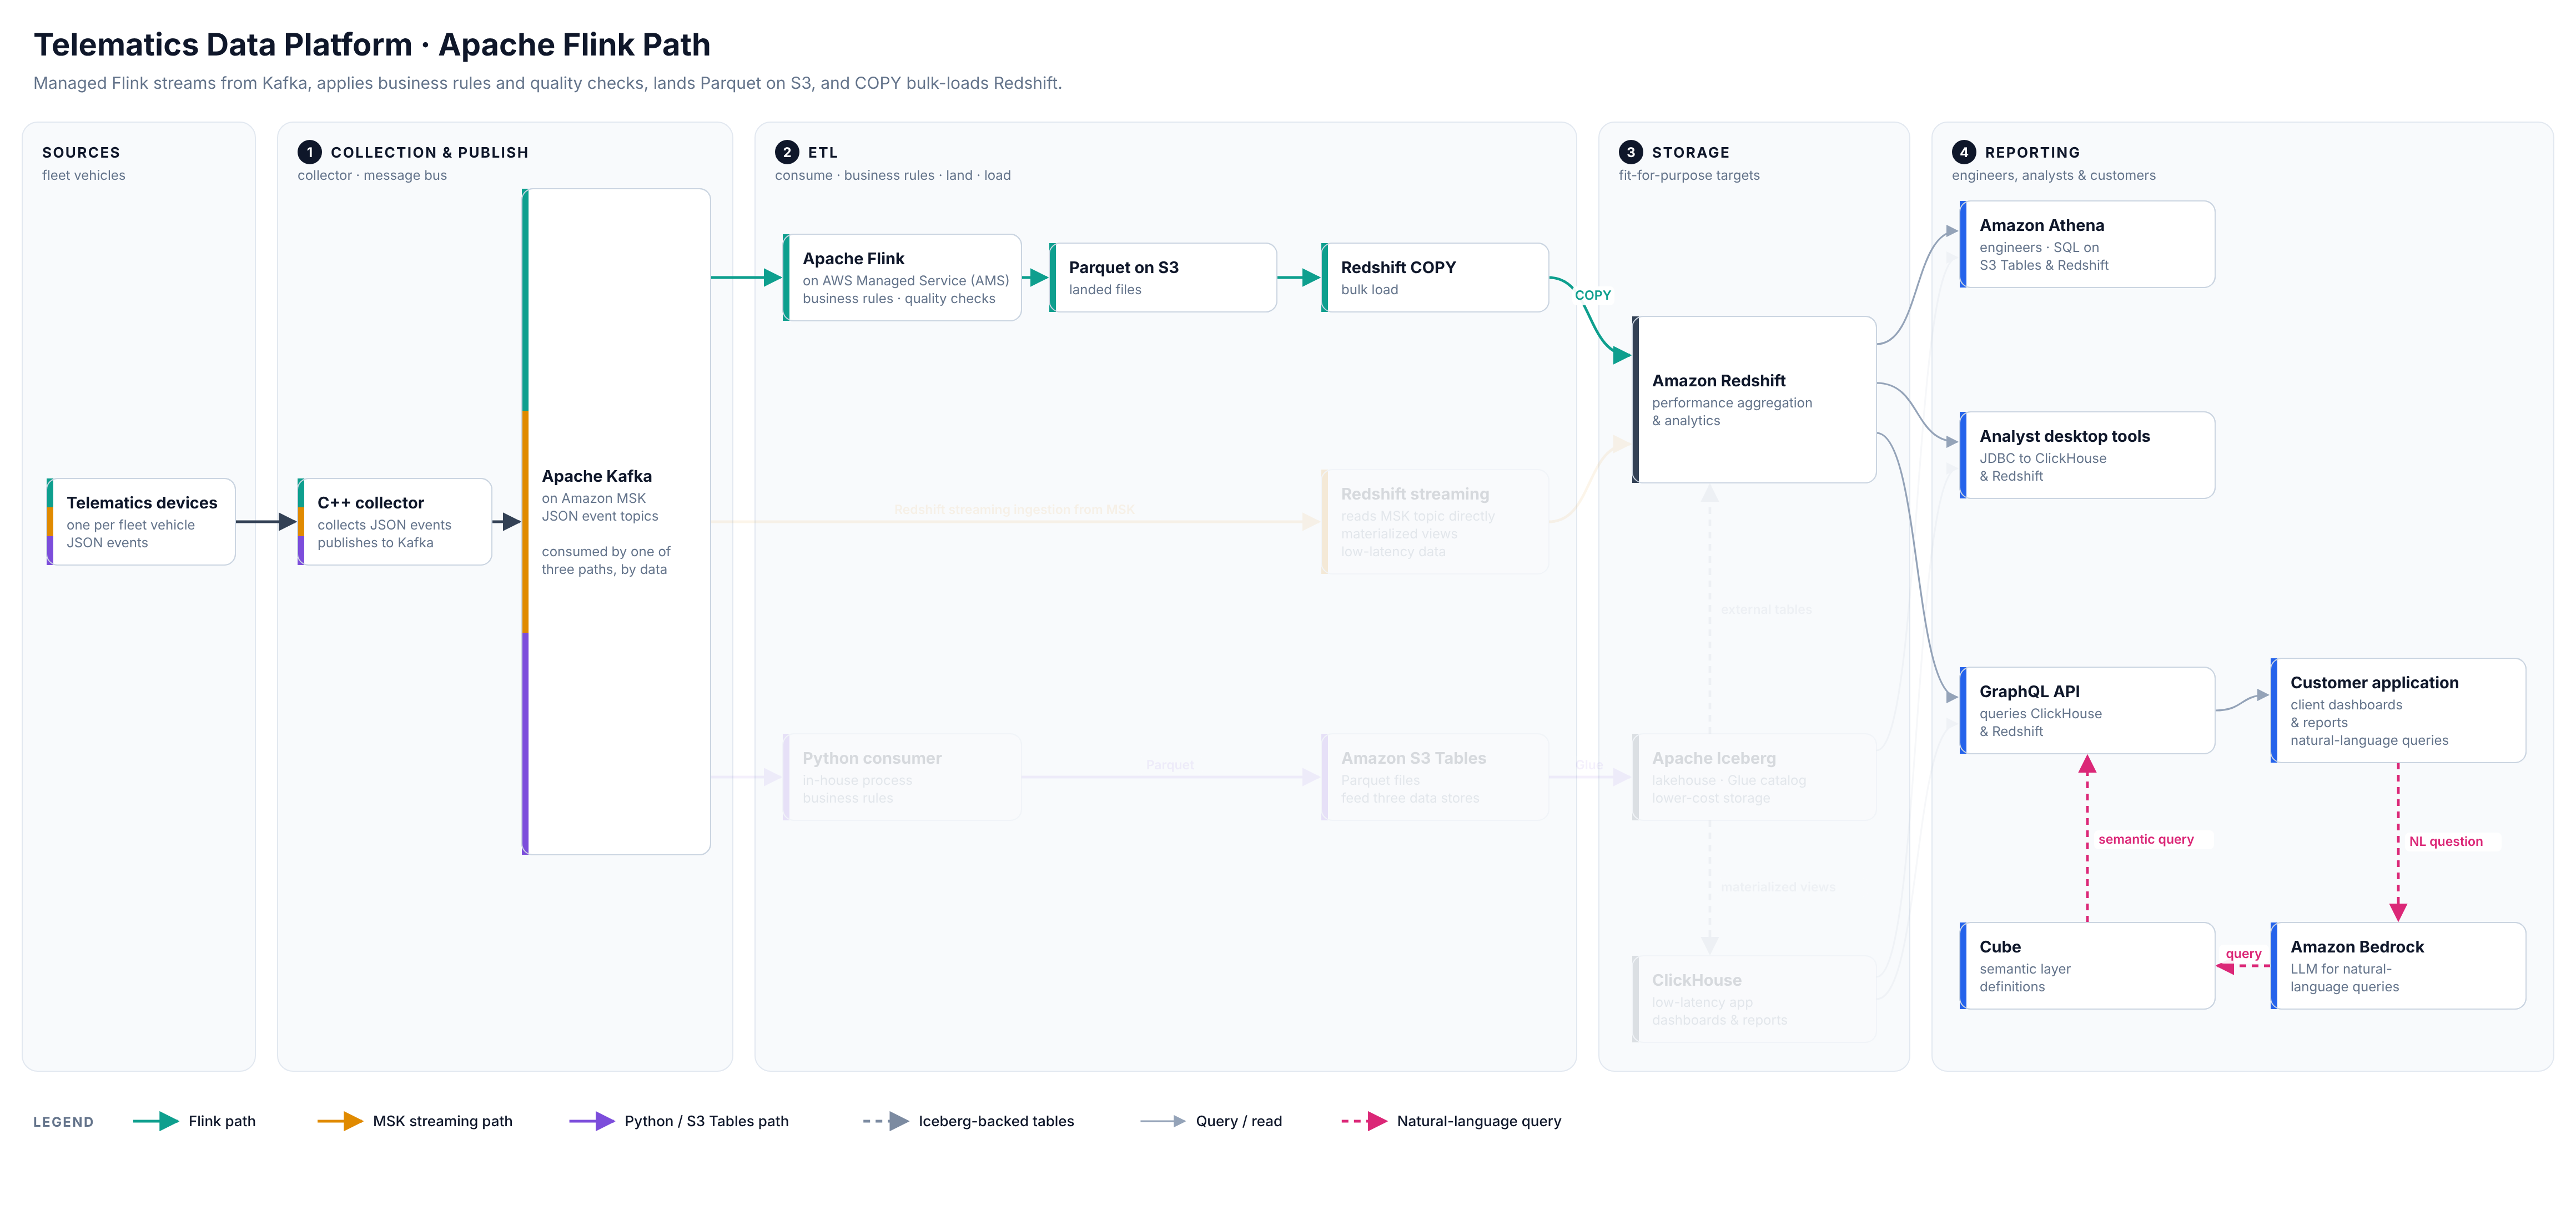 Telematics Data Platform · Apache Flink Path
Managed Flink streams from Kafka, applies business rules and quality checks, lands Parquet on S3, and COPY bulk-loads Redshift.
SOURCES
fleet vehicles
Telematics devices
one per fleet vehicle
JSON events
1 COLLECTION & PUBLISH
collector · message bus
C++ collector
collects JSON events
publishes to Kafka
Apache Kafka
on Amazon MSK
JSON event topics
consumed by one of
three paths, by data
2 ETL
consume · business rules · land · load
Apache Flink
on AWS Managed Service (AMS)
business rules · quality checks
Parquet on S3
landed files
Redshift COPY
bulk load
COPY
Redshift streaming ingestion from MSK
Redshift streaming
reads MSK topic directly
materialized views
low-latency data
Python consumer
in-house process
business rules
Parquet
Amazon S3 Tables
Parquet files
feed three data stores
Glue
3 STORAGE
fit-for-purpose targets
Amazon Redshift
performance aggregation
& analytics
external tables
Apache Iceberg
lakehouse · Glue catalog
lower-cost storage
materialized views
ClickHouse
low-latency app
dashboards & reports
4 REPORTING
engineers, analysts & customers
Amazon Athena
engineers · SQL on
S3 Tables & Redshift
Analyst desktop tools
JDBC to ClickHouse
& Redshift
GraphQL API
queries ClickHouse
& Redshift
Customer application
client dashboards
& reports
natural-language queries
semantic query
NL question
Cube
semantic layer
definitions
query
Amazon Bedrock
LLM for natural-
language queries
LEGEND
Flink path
MSK streaming path
Python / S3 Tables path
Iceberg-backed tables
Query / read
Natural-language query